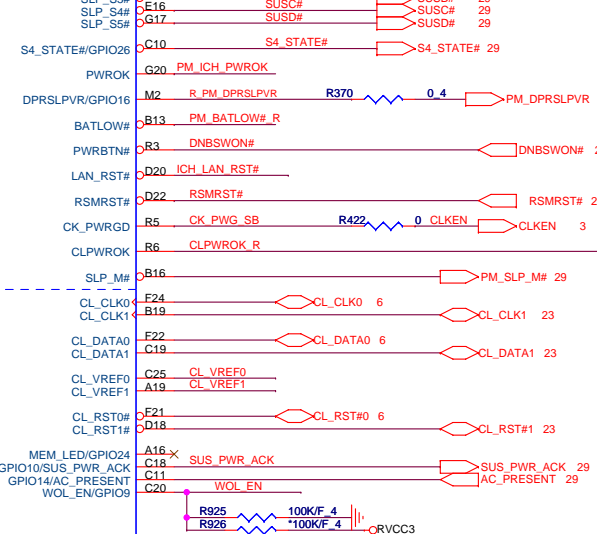 SLP_S4# E16 SUSC# SUSC# 29
SLP_S5# G17 SUSD# SUSD# 29
S4_STATE#/GPIO26 C10 S4_STATE# S4_STATE# 29
PWROK G20 PM_ICH_PWROK
DPRSLPVR/GPIO16 M2 R_PM_DPRSLPVR R370 0_4 PM_DPRSLPVR
BATLOW# B13 PM_BATLOW#_R
PWRBTN# R3 DNBSWON# DNBSWON#
LAN_RST# D20 ICH_LAN_RST#
RSMRST# D22 RSMRST# RSMRST# 2
CK_PWRGD R5 CK_PWG_SB R422 0 CLKEN CLKEN 3
CLPWROK R6 CLPWROK_R
SLP_M# B16 PM_SLP_M# 29
CL_CLK0 F24 CL_CLK0 6
CL_CLK1 B19 CL_CLK1 23
CL_DATA0 F22 CL_DATA0 6
CL_DATA1 C19 CL_DATA1 23
CL_VREF0 C25 CL_VREF0
CL_VREF1 A19 CL_VREF1
CL_RST0# F21 CL_RST#0 6
CL_RST1# D18 CL_RST#1 23
MEM_LED/GPIO24 A16
GPIO10/SUS_PWR_ACK C18 SUS_PWR_ACK SUS_PWR_ACK 29
GPIO14/AC_PRESENT C11 AC_PRESENT 29
WOL_EN/GPIO9 C20 WOL_EN
R925 100K/F_4
R926 *100K/F_4 RVCC3